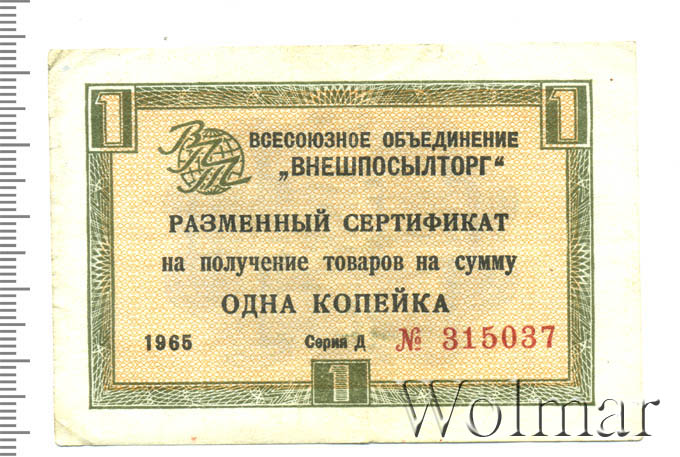 1 1
ВПТ
ВСЕСОЮЗНОЕ ОБЪЕДИНЕНИЕ
„ВНЕШПОСЫЛТОРГ“
РАЗМЕННЫЙ СЕРТИФИКАТ
на получение товаров на сумму
ОДНА КОПЕЙКА
1965 Серия Д № 315037
1
Wolmar